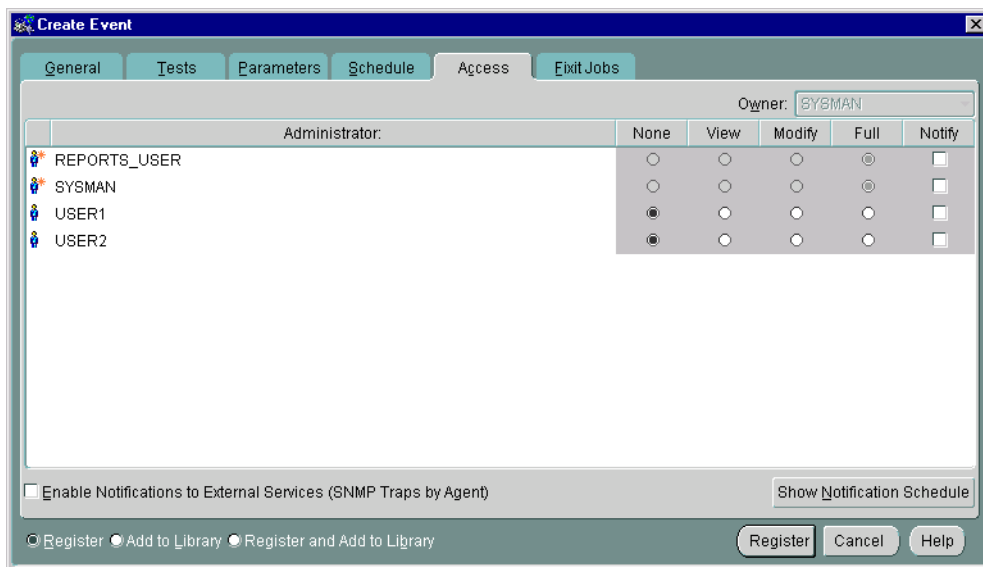 Create Event
General Tests Parameters Schedule Access Fixit Jobs
Owner: SYSMAN
Administrator: None View Modify Full Notify
REPORTS_USER
SYSMAN
USER1
USER2
Enable Notifications to External Services (SNMP Traps by Agent) Show Notification Schedule
Register Add to Library Register and Add to Library Register Cancel Help